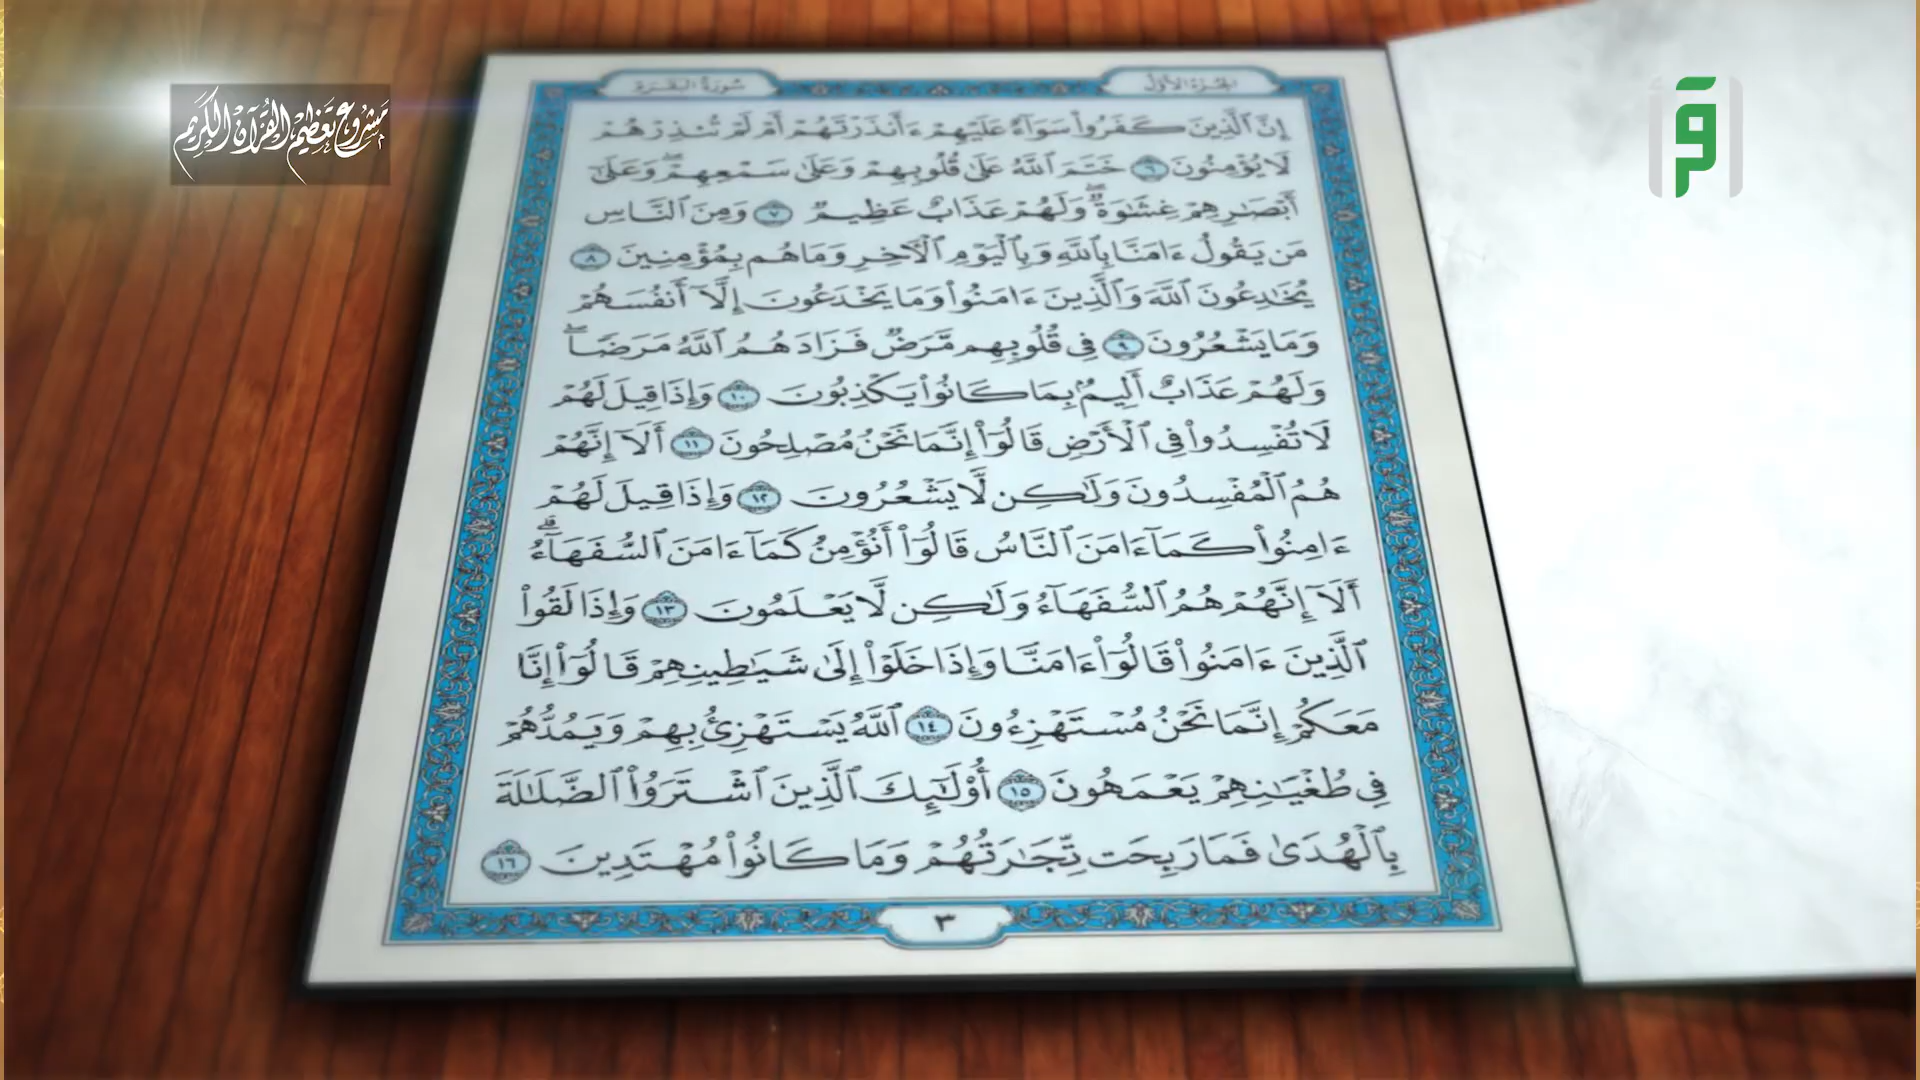 مشروع تعظيم القرآن الكريم
اقرأ
سُورَةُ البَقَرَةِ
الجُزْءُ الأَوَّلُ
إِنَّ ٱلَّذِينَ كَفَرُوا۟ سَوَآءٌ عَلَيْهِمْ ءَأَنذَرْتَهُمْ أَمْ لَمْ تُنذِرْهُمْ
لَا يُؤْمِنُونَ ٦ خَتَمَ ٱللَّهُ عَلَىٰ قُلُوبِهِمْ وَعَلَىٰ سَمْعِهِمْ ۖ وَعَلَىٰٓ
أَبْصَـٰرِهِمْ غِشَـٰوَةٌ ۖ وَلَهُمْ عَذَابٌ عَظِيمٌ ٧ وَمِنَ ٱلنَّاسِ
مَن يَقُولُ ءَامَنَّا بِٱللَّهِ وَبِٱلْيَوْمِ ٱلْـَٔاخِرِ وَمَا هُم بِمُؤْمِنِينَ ٨
يُخَـٰدِعُونَ ٱللَّهَ وَٱلَّذِينَ ءَامَنُوا۟ وَمَا يَخْدَعُونَ إِلَّآ أَنفُسَهُمْ
وَمَا يَشْعُرُونَ ٩ فِى قُلُوبِهِم مَّرَضٌ فَزَادَهُمُ ٱللَّهُ مَرَضًا ۖ
وَلَهُمْ عَذَابٌ أَلِيمٌۢ بِمَا كَانُوا۟ يَكْذِبُونَ ١٠ وَإِذَا قِيلَ لَهُمْ
لَا تُفْسِدُوا۟ فِى ٱلْأَرْضِ قَالُوٓا۟ إِنَّمَا نَحْنُ مُصْلِحُونَ ١١ أَلَآ إِنَّهُمْ
هُمُ ٱلْمُفْسِدُونَ وَلَـٰكِن لَّا يَشْعُرُونَ ١٢ وَإِذَا قِيلَ لَهُمْ
ءَامِنُوا۟ كَمَآ ءَامَنَ ٱلنَّاسُ قَالُوٓا۟ أَنُؤْمِنُ كَمَآ ءَامَنَ ٱلسُّفَهَآءُ ۗ
أَلَآ إِنَّهُمْ هُمُ ٱلسُّفَهَآءُ وَلَـٰكِن لَّا يَعْلَمُونَ ١٣ وَإِذَا لَقُوا۟
ٱلَّذِينَ ءَامَنُوا۟ قَالُوٓا۟ ءَامَنَّا وَإِذَا خَلَوْا۟ إِلَىٰ شَيَـٰطِينِهِمْ قَالُوٓا۟ إِنَّا
مَعَكُمْ إِنَّمَا نَحْنُ مُسْتَهْزِءُونَ ١٤ ٱللَّهُ يَسْتَهْزِئُ بِهِمْ وَيَمُدُّهُمْ
فِى طُغْيَـٰنِهِمْ يَعْمَهُونَ ١٥ أُو۟لَـٰٓئِكَ ٱلَّذِينَ ٱشْتَرَوُا۟ ٱلضَّلَـٰلَةَ
بِٱلْهُدَىٰ فَمَا رَبِحَت تِّجَـٰرَتُهُمْ وَمَا كَانُوا۟ مُهْتَدِينَ ١٦
٣